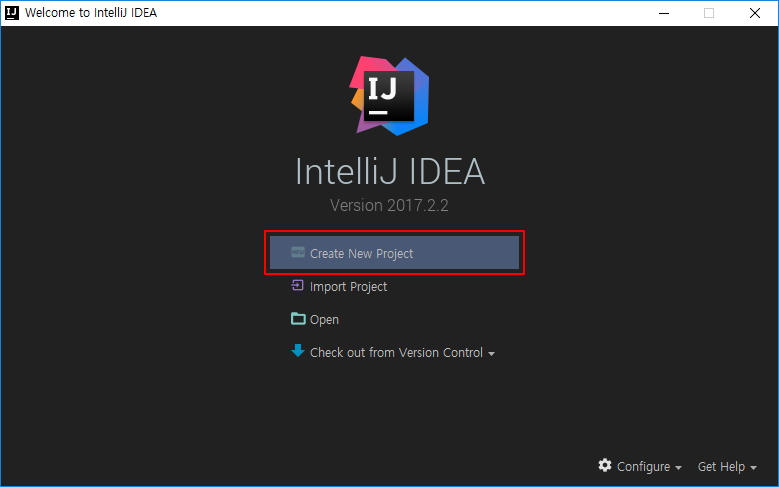 Welcome to IntelliJ IDEA
IJ
IntelliJ IDEA
Version 2017.2.2
Create New Project
Import Project
Open
Check out from Version Control
Configure
Get Help